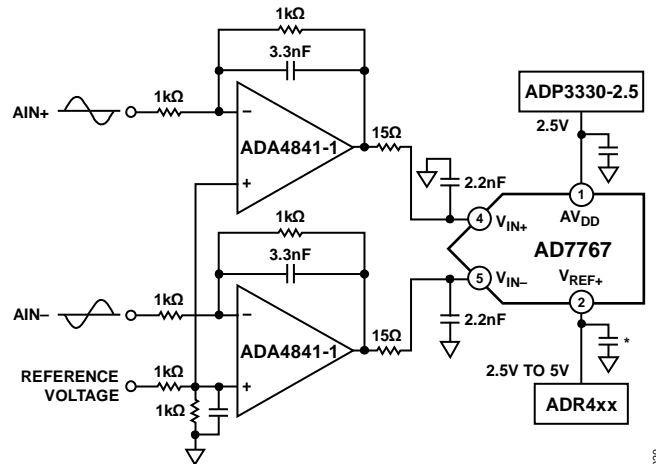 1kΩ
3.3nF
AIN+
1kΩ
−
ADA4841-1
+
15Ω
ADP3330-2.5
2.5V
2.2nF
1
AVDD
4
VIN+
AD7767
5
VIN−
VREF+
2
1kΩ
3.3nF
AIN−
1kΩ
−
ADA4841-1
+
15Ω
2.2nF
*
2.5V TO 5V
ADR4xx
REFERENCE
VOLTAGE
1kΩ
1kΩ